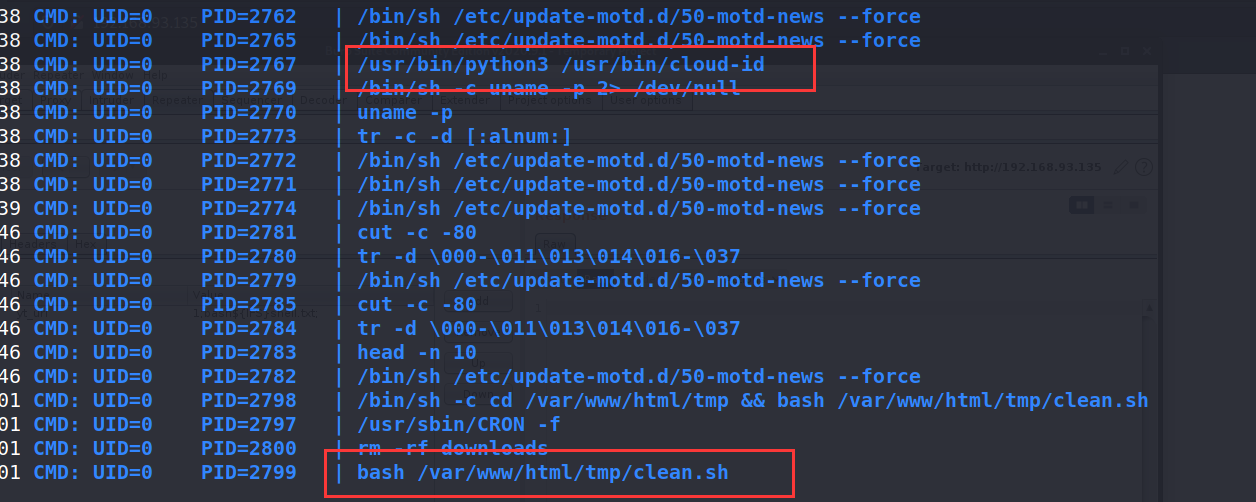 38 CMD: UID=0 PID=2762 | /bin/sh /etc/update-motd.d/50-motd-news --force
38 CMD: UID=0 PID=2765 | /bin/sh /etc/update-motd.d/50-motd-news --force
38 CMD: UID=0 PID=2767 | /usr/bin/python3 /usr/bin/cloud-id
38 CMD: UID=0 PID=2769 | /bin/sh -c uname -p 2> /dev/null
38 CMD: UID=0 PID=2770 | uname -p
38 CMD: UID=0 PID=2773 | tr -c -d [:alnum:]
38 CMD: UID=0 PID=2772 | /bin/sh /etc/update-motd.d/50-motd-news --force
Target: http://192.168.93.135
38 CMD: UID=0 PID=2771 | /bin/sh /etc/update-motd.d/50-motd-news --force
39 CMD: UID=0 PID=2774 | /bin/sh /etc/update-motd.d/50-motd-news --force
46 CMD: UID=0 PID=2781 | cut -c -80
46 CMD: UID=0 PID=2780 | tr -d \000-\011\013\014\016-\037
46 CMD: UID=0 PID=2779 | /bin/sh /etc/update-motd.d/50-motd-news --force
46 CMD: UID=0 PID=2785 | cut -c -80
46 CMD: UID=0 PID=2784 | tr -d \000-\011\013\014\016-\037
46 CMD: UID=0 PID=2783 | head -n 10
46 CMD: UID=0 PID=2782 | /bin/sh /etc/update-motd.d/50-motd-news --force
01 CMD: UID=0 PID=2798 | /bin/sh -c cd /var/www/html/tmp && bash /var/www/html/tmp/clean.sh
01 CMD: UID=0 PID=2797 | /usr/sbin/CRON -f
01 CMD: UID=0 PID=2800 | rm -rf downloads
01 CMD: UID=0 PID=2799 | bash /var/www/html/tmp/clean.sh